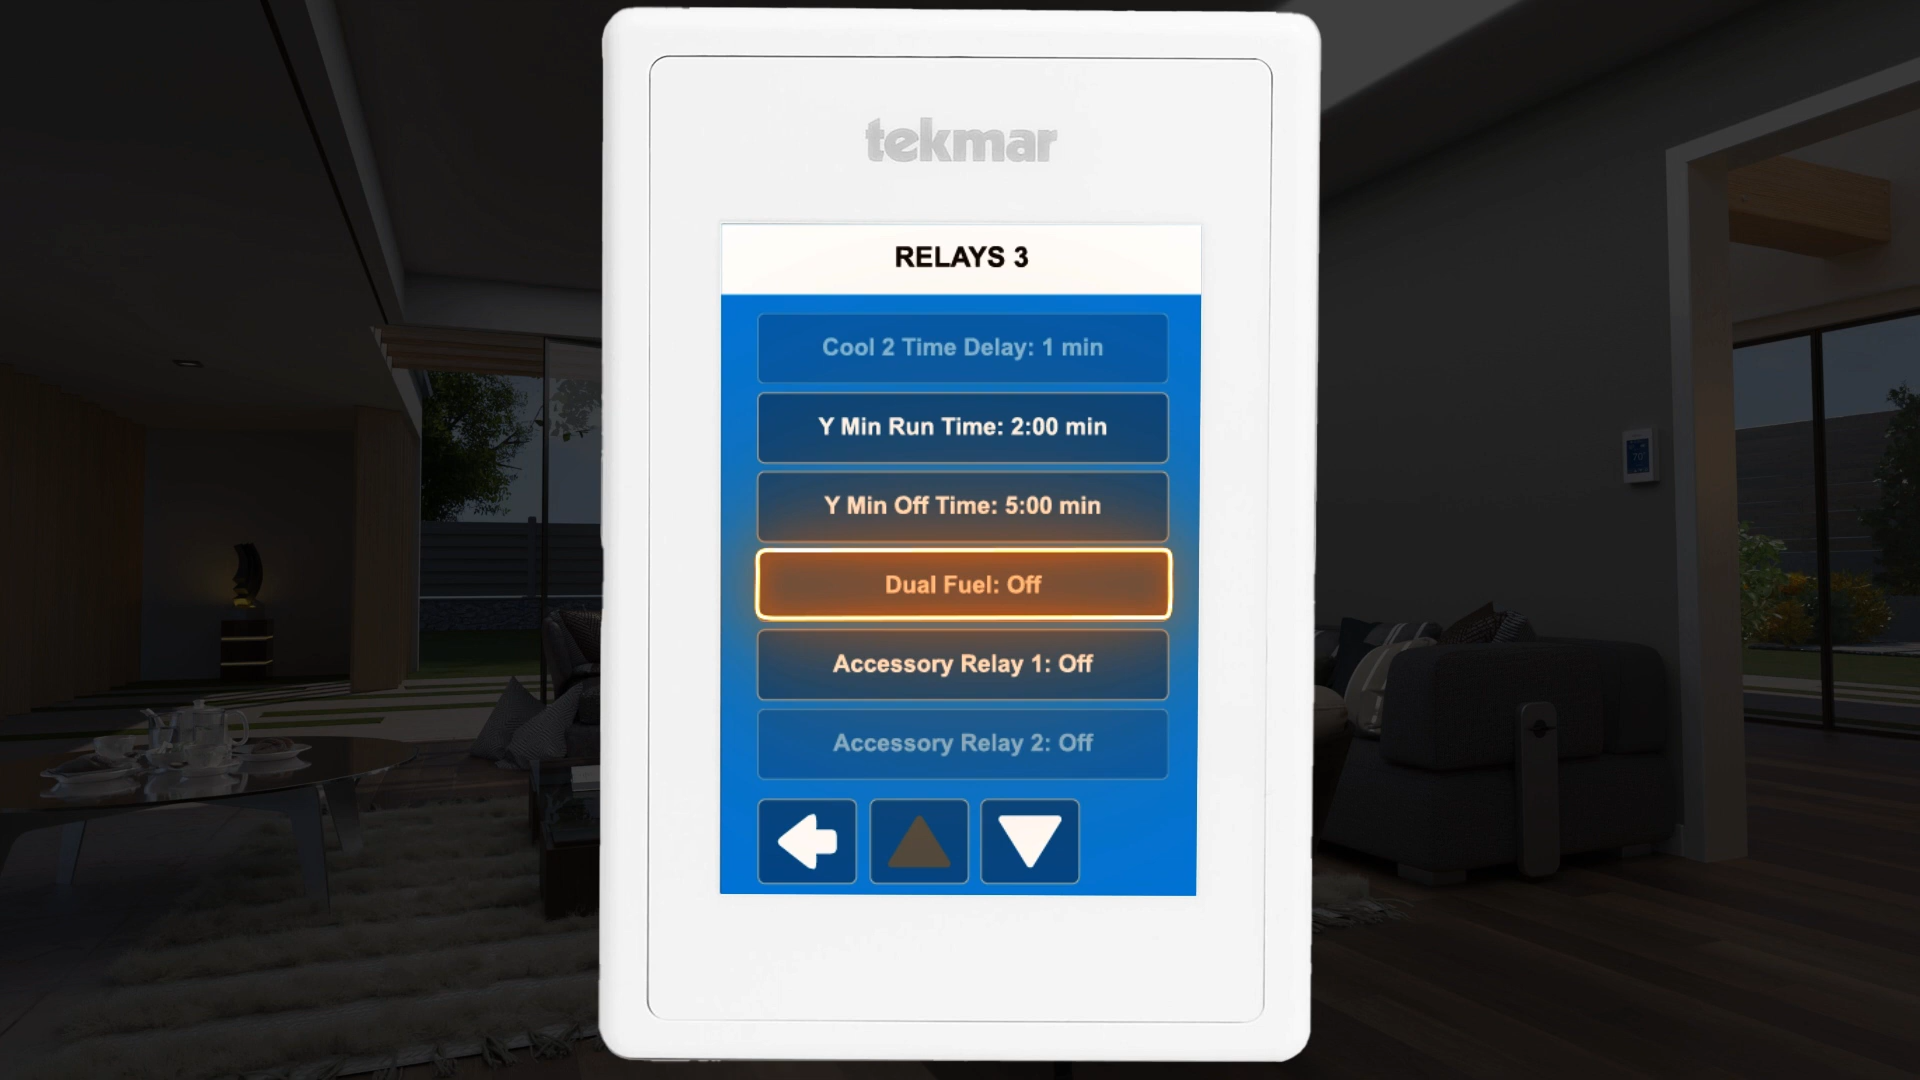 tekmar
RELAYS 3
Cool 2 Time Delay: 1 min
Y Min Run Time: 2:00 min
Y Min Off Time: 5:00 min
Dual Fuel: Off
Accessory Relay 1: Off
Accessory Relay 2: Off